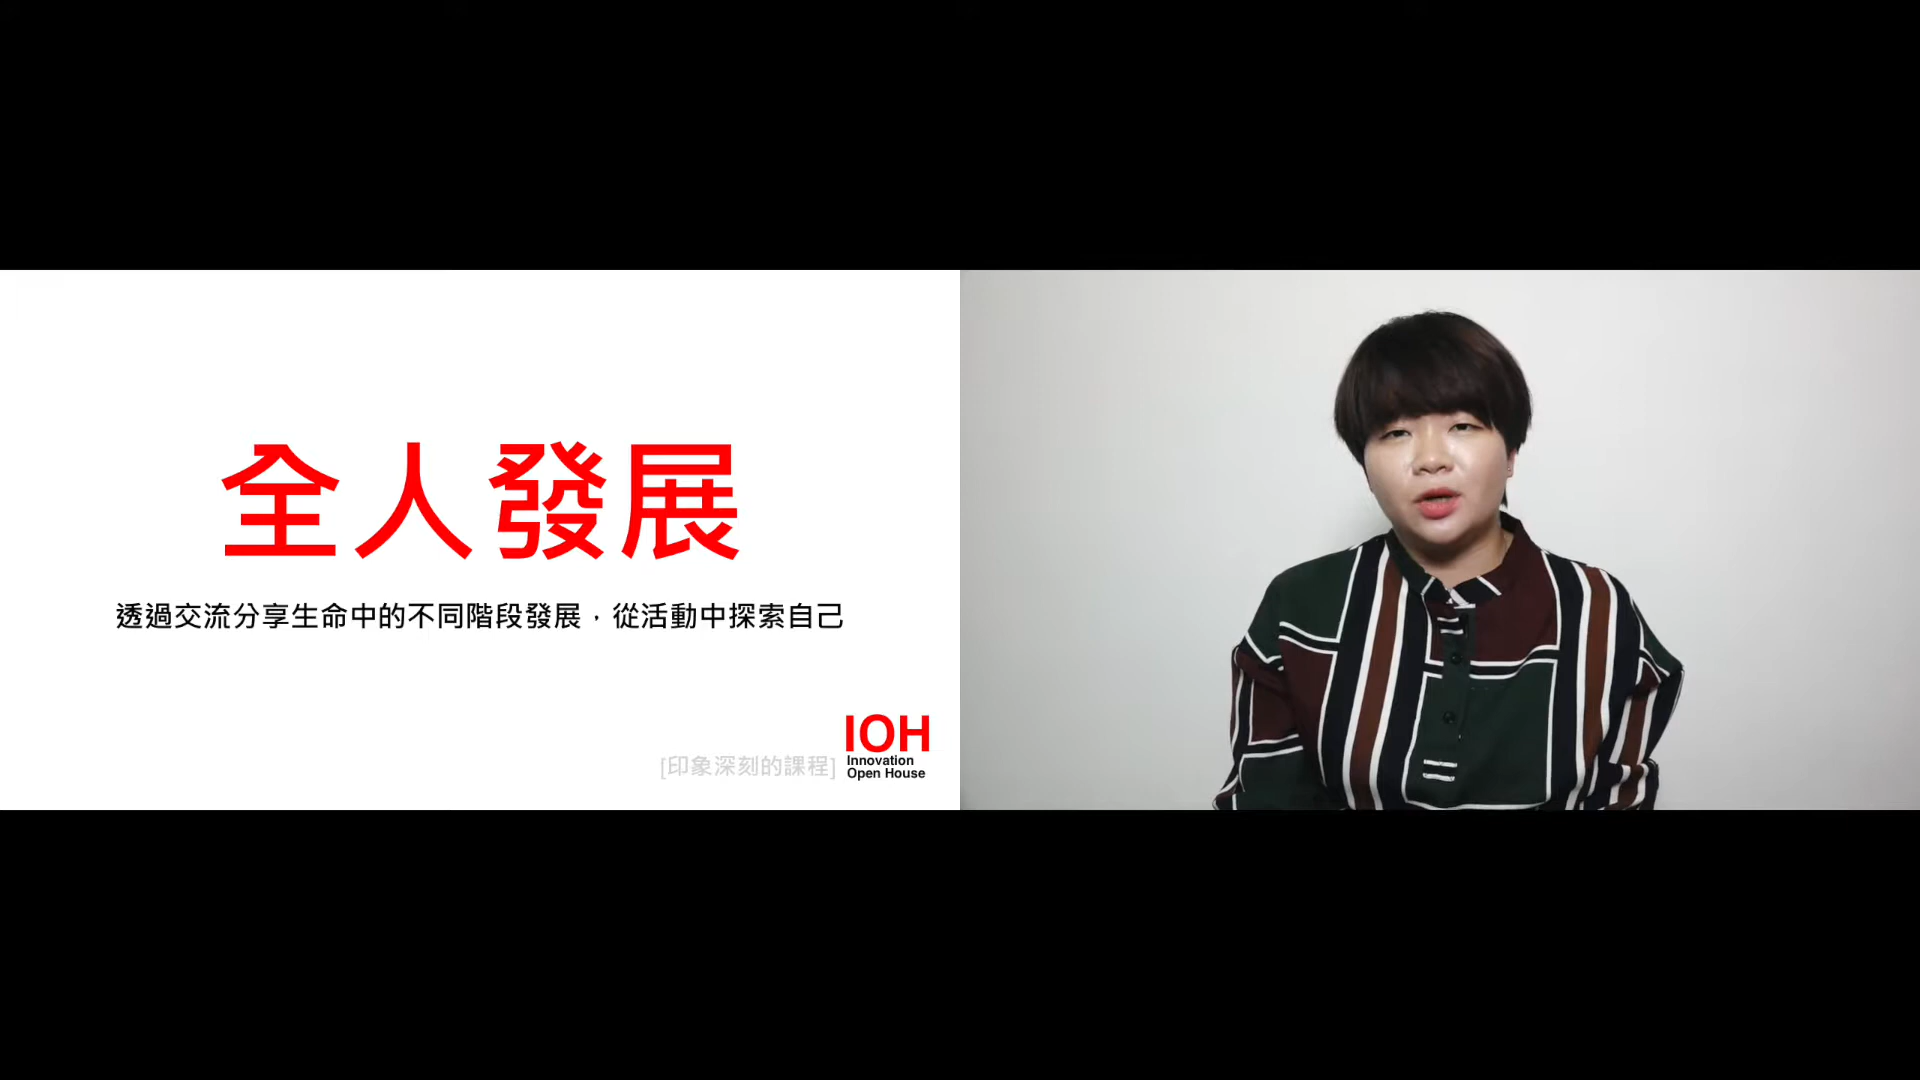 全人發展
透過交流分享生命中的不同階段發展，從活動中探索自己
[印象深刻的課程]
IOH
Innovation
Open House